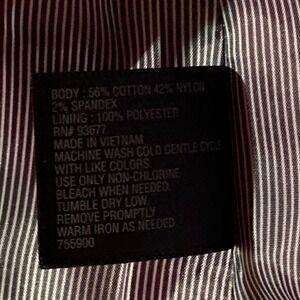 BODY : 56% COTTON 42% NYLON
2% SPANDEX
LINING : 100% POLYESTER
RN# 93677
MADE IN VIETNAM
MACHINE WASH COLD GENTLE CYCLE
WITH LIKE COLORS.
USE ONLY NON-CHLORINE
BLEACH WHEN NEEDED.
TUMBLE DRY LOW.
REMOVE PROMPTLY
WARM IRON AS NEEDED
755900